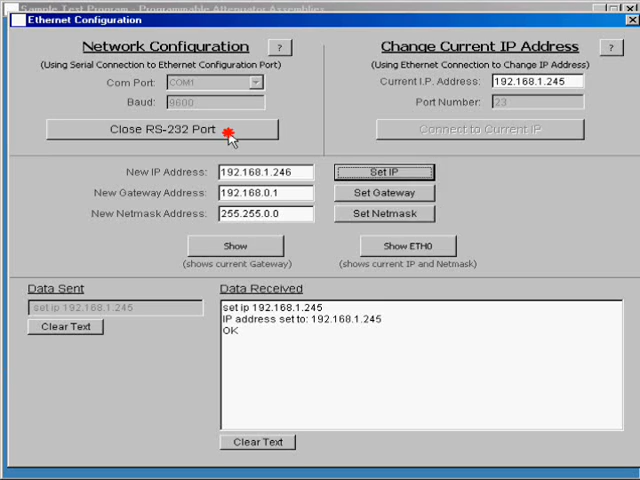 Sample Test Program - Programmable Attenuator Assemblies
Ethernet Configuration
Network Configuration
?
(Using Serial Connection to Ethernet Configuration Port)
Com Port:
COM1
Baud:
9600
Close RS-232 Port
Change Current IP Address
?
(Using Ethernet Connection to Change IP Address)
Current I.P. Address:
192.168.1.245
Port Number:
23
Connect to Current IP
New IP Address:
192.168.1.246
Set IP
New Gateway Address:
192.168.0.1
Set Gateway
New Netmask Address:
255.255.0.0
Set Netmask
Show
(shows current Gateway)
Show ETH0
(shows current IP and Netmask)
Data Sent
set ip 192.168.1.245
Clear Text
Data Received
set ip 192.168.1.245
IP address set to: 192.168.1.245
OK
Clear Text